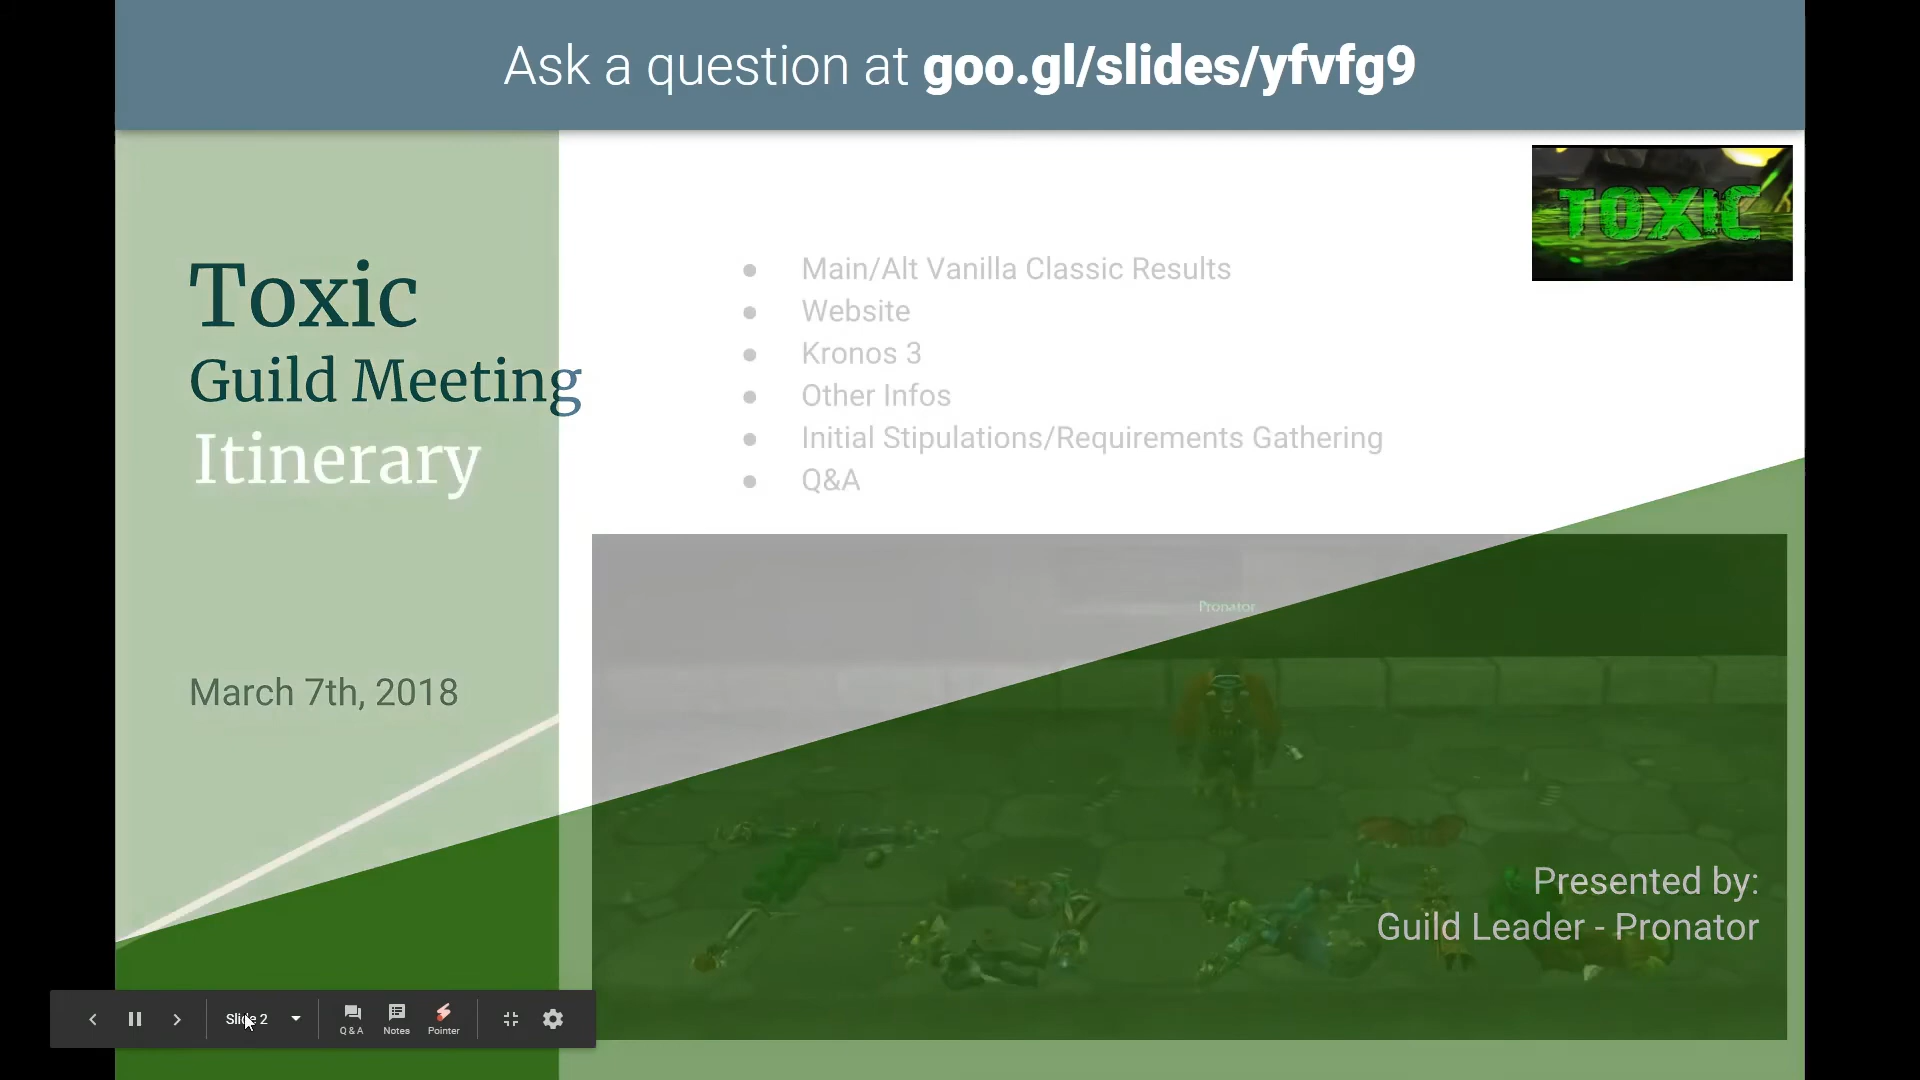 Ask a question at goo.gl/slides/yfvfg9
TOXIC
Toxic
Guild Meeting
Itinerary
March 7th, 2018
● Main/Alt Vanilla Classic Results
● Website
● Kronos 3
● Other Infos
● Initial Stipulations/Requirements Gathering
● Q&A
Pronator
Presented by:
Guild Leader - Pronator
Slide 2
Q & A Notes Pointer